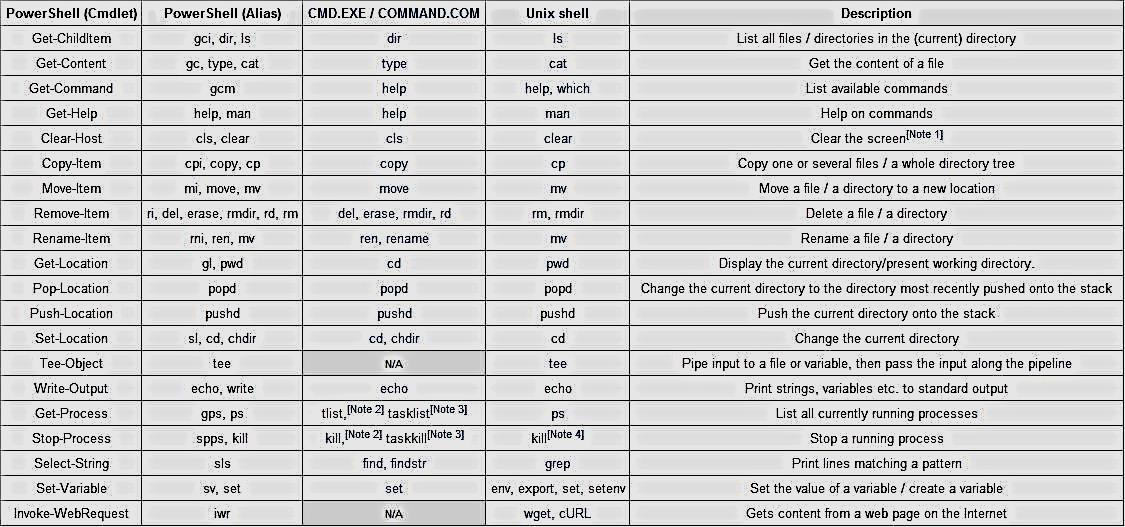 PowerShell (Cmdlet) PowerShell (Alias) CMD.EXE / COMMAND.COM Unix shell Description
Get-ChildItem gci, dir, ls dir ls List all files / directories in the (current) directory
Get-Content gc, type, cat type cat Get the content of a file
Get-Command gcm help help, which List available commands
Get-Help help, man help man Help on commands
Clear-Host cls, clear cls clear Clear the screen[Note 1]
Copy-Item cpi, copy, cp copy cp Copy one or several files / a whole directory tree
Move-Item mi, move, mv move mv Move a file / a directory to a new location
Remove-Item ri, del, erase, rmdir, rd, rm del, erase, rmdir, rd rm, rmdir Delete a file / a directory
Rename-Item rni, ren, mv ren, rename mv Rename a file / a directory
Get-Location gl, pwd cd pwd Display the current directory/present working directory.
Pop-Location popd popd popd Change the current directory to the directory most recently pushed onto the stack
Push-Location pushd pushd pushd Push the current directory onto the stack
Set-Location sl, cd, chdir cd, chdir cd Change the current directory
Tee-Object tee N/A tee Pipe input to a file or variable, then pass the input along the pipeline
Write-Output echo, write echo echo Print strings, variables etc. to standard output
Get-Process gps, ps tlist,[Note 2] tasklist[Note 3] ps List all currently running processes
Stop-Process spps, kill kill,[Note 2] taskkill[Note 3] kill[Note 4] Stop a running process
Select-String sls find, findstr grep Print lines matching a pattern
Set-Variable sv, set set env, export, set, setenv Set the value of a variable / create a variable
Invoke-WebRequest iwr N/A wget, cURL Gets content from a web page on the Internet